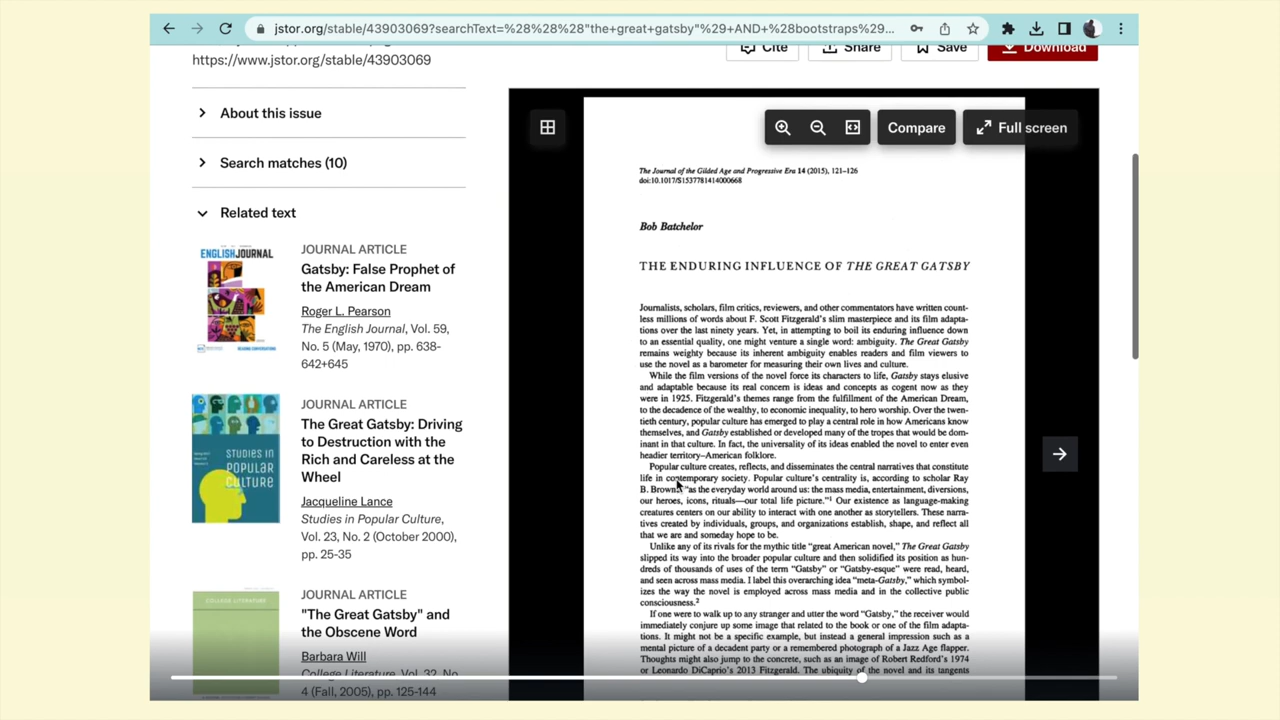 jstor.org/stable/43903069?searchText=%28%28%28"the+great+gatsby"%29+AND+%28bootstraps%29...
https://www.jstor.org/stable/43903069
Cite
Share
Save
Download
About this issue
Search matches (10)
Related text
JOURNAL ARTICLE
Gatsby: False Prophet of
the American Dream
Roger L. Pearson
The English Journal, Vol. 59,
No. 5 (May, 1970), pp. 638-
642+645
ENGLISH JOURNAL
JOURNAL ARTICLE
The Great Gatsby: Driving
to Destruction with the
Rich and Careless at the
Wheel
Jacqueline Lance
Studies in Popular Culture,
Vol. 23, No. 2 (October 2000),
pp. 25-35
STUDIES IN
POPULAR
CULTURE
JOURNAL ARTICLE
"The Great Gatsby" and
the Obscene Word
Barbara Will
College Literature, Vol. 32, No.
4 (Fall, 2005), pp. 125-144
COLLEGE LITERATURE
Compare
Full screen
The Journal of the Gilded Age and Progressive Era 14 (2015), 121–126
doi:10.1017/S1537781414000668
Bob Batchelor
THE ENDURING INFLUENCE OF THE GREAT GATSBY
Journalists, scholars, film critics, reviewers, and other commentators have written count-
less millions of words about F. Scott Fitzgerald's slim masterpiece and its film adapta-
tions over the last ninety years. Yet, in attempting to boil its enduring influence down
to an essential quality, one might venture a single word: ambiguity. The Great Gatsby
remains weighty because its inherent ambiguity enables readers and film viewers to
use the novel as a barometer for measuring their own lives and culture.
While the film versions of the novel force its characters to life, Gatsby stays elusive
and adaptable because its real concern is ideas and concepts as cogent now as they
were in 1925. Fitzgerald's themes range from the fulfillment of the American Dream,
to the decadence of the wealthy, to economic inequality, to hero worship. Over the twen-
tieth century, popular culture has emerged to play a central role in how Americans know
themselves, and Gatsby established or developed many of the tropes that would be dom-
inant in that culture. In fact, the universality of its ideas enabled the novel to enter even
headier territory–American folklore.
Popular culture creates, reflects, and disseminates the central narratives that constitute
life in contemporary society. Popular culture's centrality is, according to scholar Ray
B. Browne "as the everyday world around us: the mass media, entertainment, diversions,
our heroes, icons, rituals—our total life picture."1 Our existence as language-making
creatures centers on our ability to interact with one another as storytellers. These narra-
tives created by individuals, groups, and organizations establish, shape, and reflect all
that we are and someday hope to be.
Unlike any of its rivals for the mythic title "great American novel," The Great Gatsby
slipped its way into the broader popular culture and then solidified its position as hun-
dreds of thousands of uses of the term "Gatsby" or "Gatsby-esque" were read, heard,
and seen across mass media. I label this overarching idea "meta-Gatsby," which symbol-
izes the way the novel is employed across mass media and in the collective public
consciousness.2
If one were to walk up to any stranger and utter the word "Gatsby," the receiver would
immediately conjure up some image that related to the book or one of the film adapta-
tions. It might not be a specific example, but instead a general impression such as a
mental picture of a decadent party or a remembered photograph of a Jazz Age flapper.
Thoughts might also jump to the concrete, such as an image of Robert Redford's 1974
or Leonardo DiCaprio's 2013 Fitzgerald. The ubiquity of the novel and its tangents